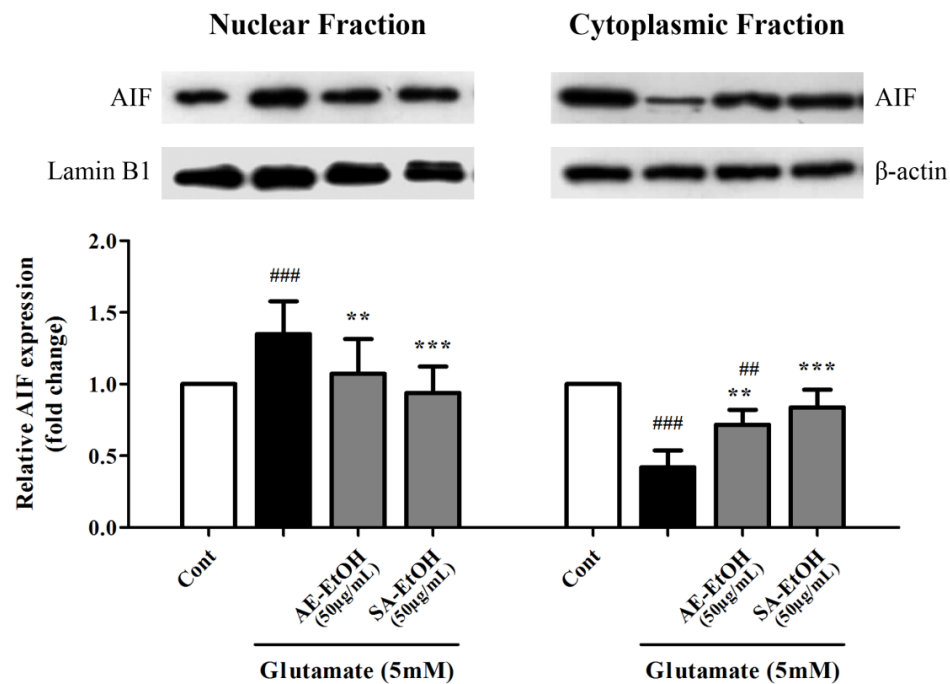 Nuclear Fraction
Cytoplasmic Fraction
AIF
AIF
Lamin B1
β-actin
Relative AIF expression
(fold change)
2.0
1.5
1.0
0.5
0.0
###
**
***
###
##
**
***
Cont
AE-EtOH
(50μg/mL)
SA-EtOH
(50μg/mL)
Cont
AE-EtOH
(50μg/mL)
SA-EtOH
(50μg/mL)
Glutamate (5mM)
Glutamate (5mM)